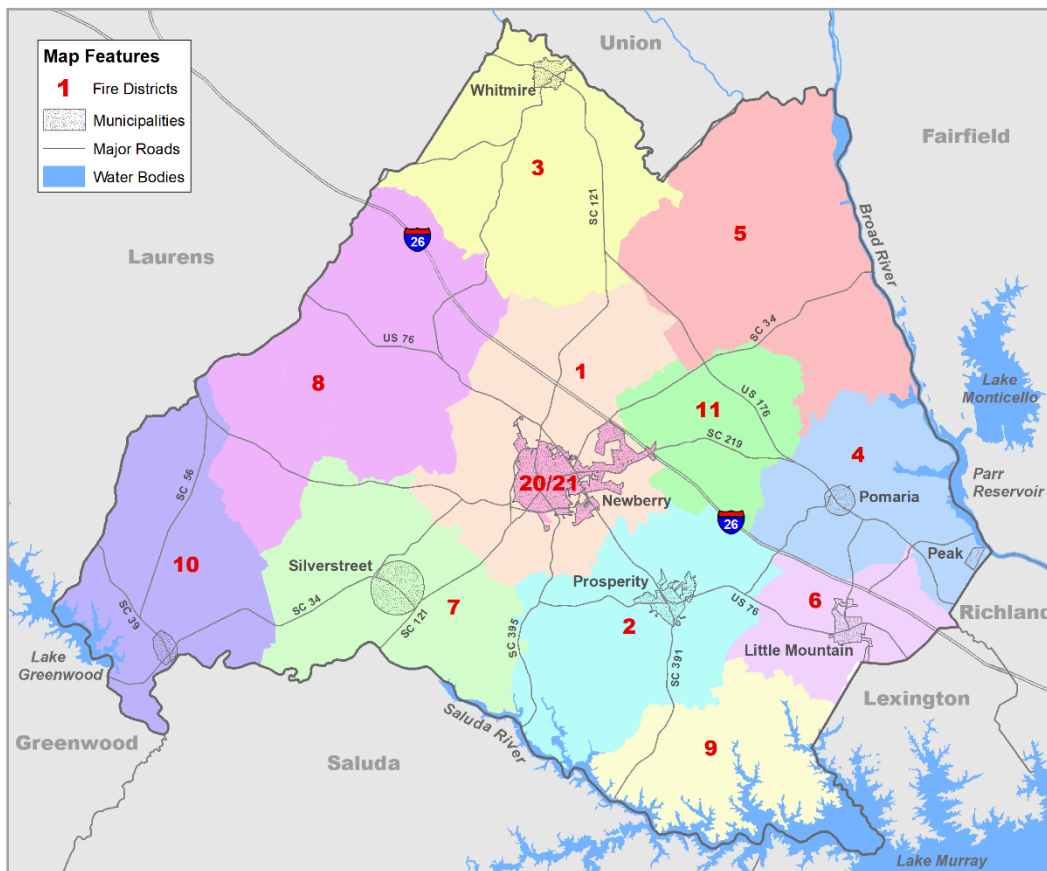 Map Features
1 Fire Districts
Municipalities
Major Roads
Water Bodies
Union
Whitmire
Fairfield
3
SC 121
5
Broad River
26
Laurens
US 76
SC 34
1
8
Lake
Monticello
11
US 176
SC 219
4
SC 56
20/21
Newberry
Pomaria
Parr
Reservoir
26
Peak
10
Silverstreet
Prosperity
SC 34
7
US 76
6
Richland
SC 39
SC 121
SC 395
2
Little Mountain
Lake
Greenwood
SC 391
Lexington
Saluda River
Greenwood
Saluda
9
Lake Murray